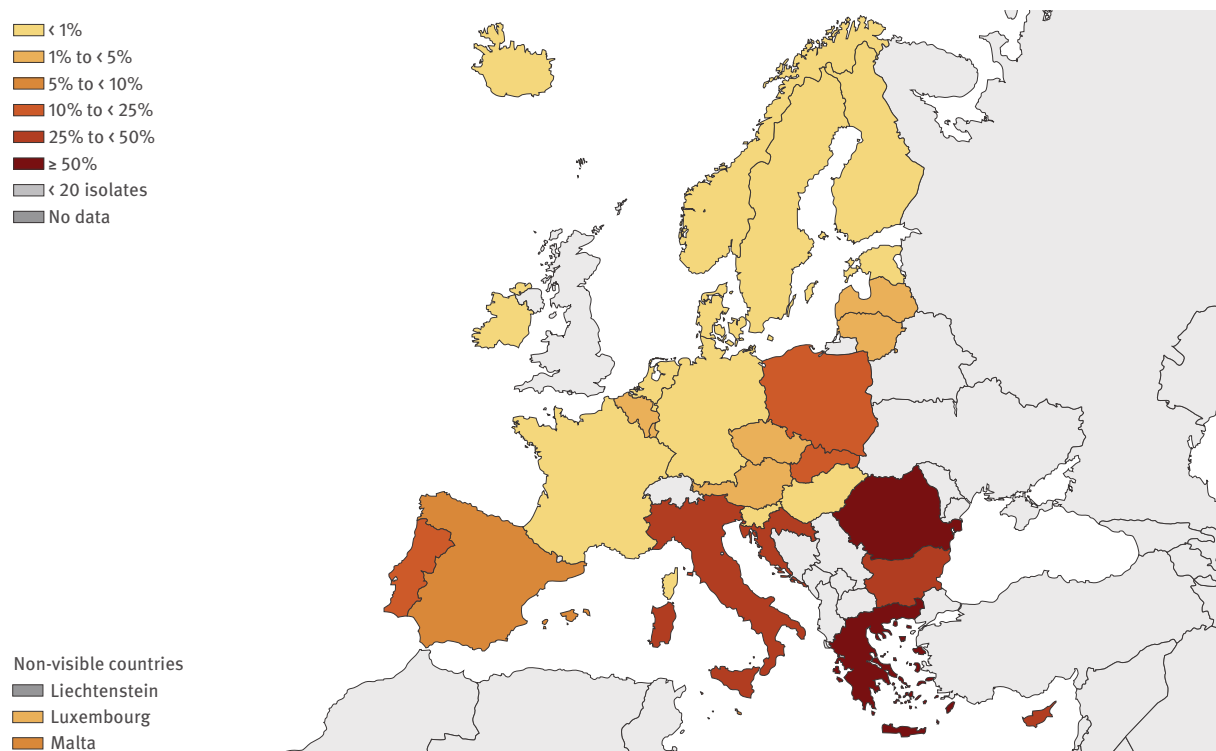 < 1%
1% to < 5%
5% to < 10%
10% to < 25%
25% to < 50%
≥ 50%
< 20 isolates
No data
Non-visible countries
Liechtenstein
Luxembourg
Malta